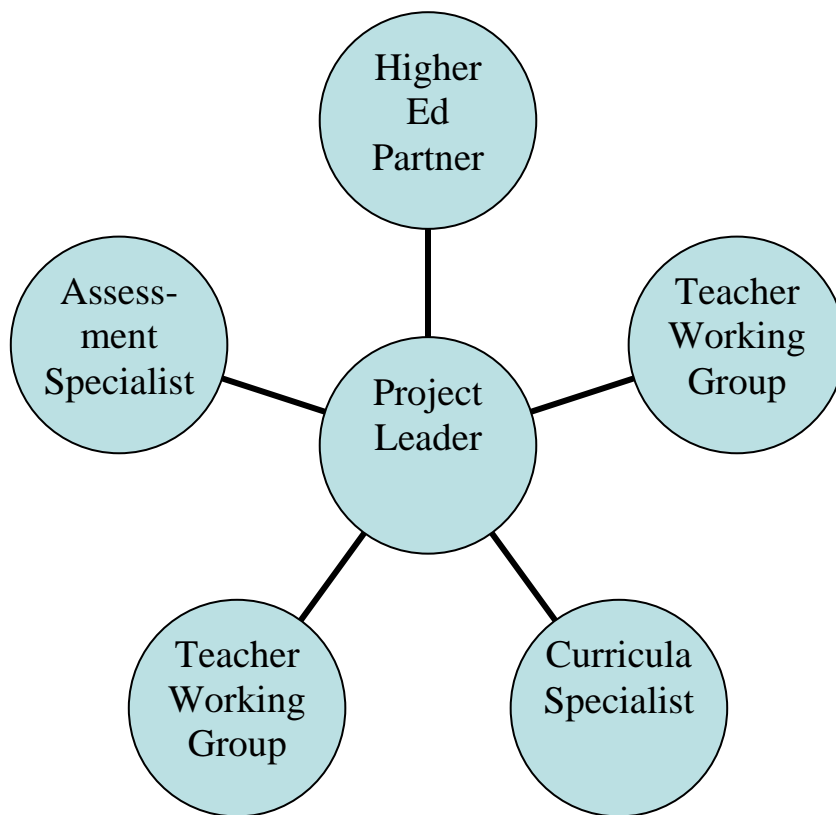 Higher
Ed
Partner
Assess-
ment
Specialist
Teacher
Working
Group
Project
Leader
Teacher
Working
Group
Curricula
Specialist